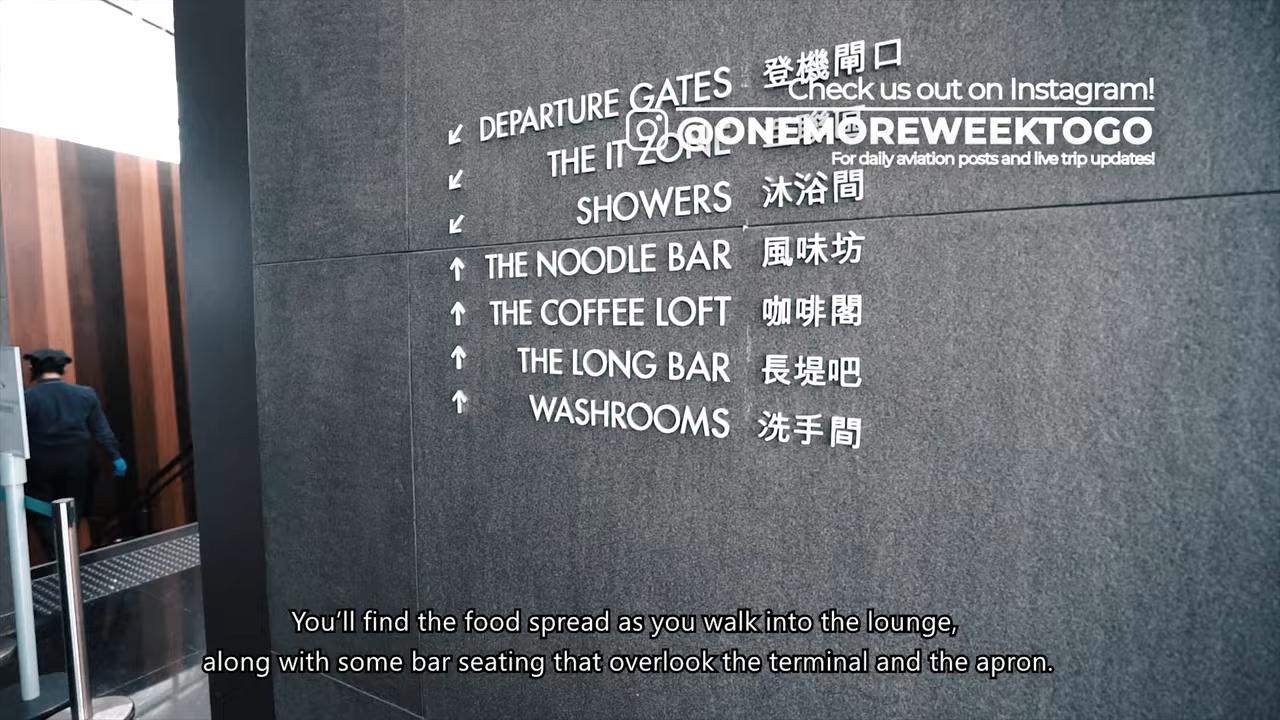 DEPARTURE GATES 登機閘口
THE IT ZONE
SHOWERS 沐浴間
THE NOODLE BAR 風味坊
THE COFFEE LOFT 咖啡閣
THE LONG BAR 長堤吧
WASHROOMS 洗手間
Check us out on Instagram!
@ONEMOREWEEKTOGO
For daily aviation posts and live trip updates!
You'll find the food spread as you walk into the lounge,
along with some bar seating that overlook the terminal and the apron.